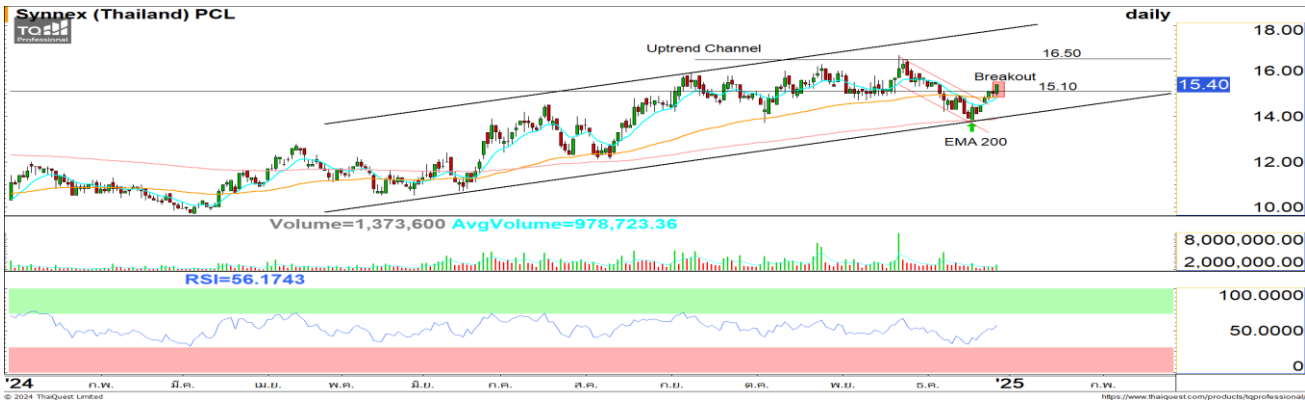 Synnex (Thailand) PCL
daily
TQ
Professional
18.00
Uptrend Channel
16.50
16.00
Breakout
15.10
15.40
14.00
EMA 200
12.00
10.00
Volume=1,373,600 AvgVolume=978,723.36
8,000,000.00
2,000,000.00
RSI=56.1743
100.0000
50.0000
0
'24 ก.พ. มี.ค. เม.ย. พ.ค. มิ.ย. ก.ค. ส.ค. ก.ย. ต.ค. พ.ย. ธ.ค. '25 ก.พ.
© 2024 ThaiQuest Limited
https://www.thaiquest.com/products/tqprofessional/